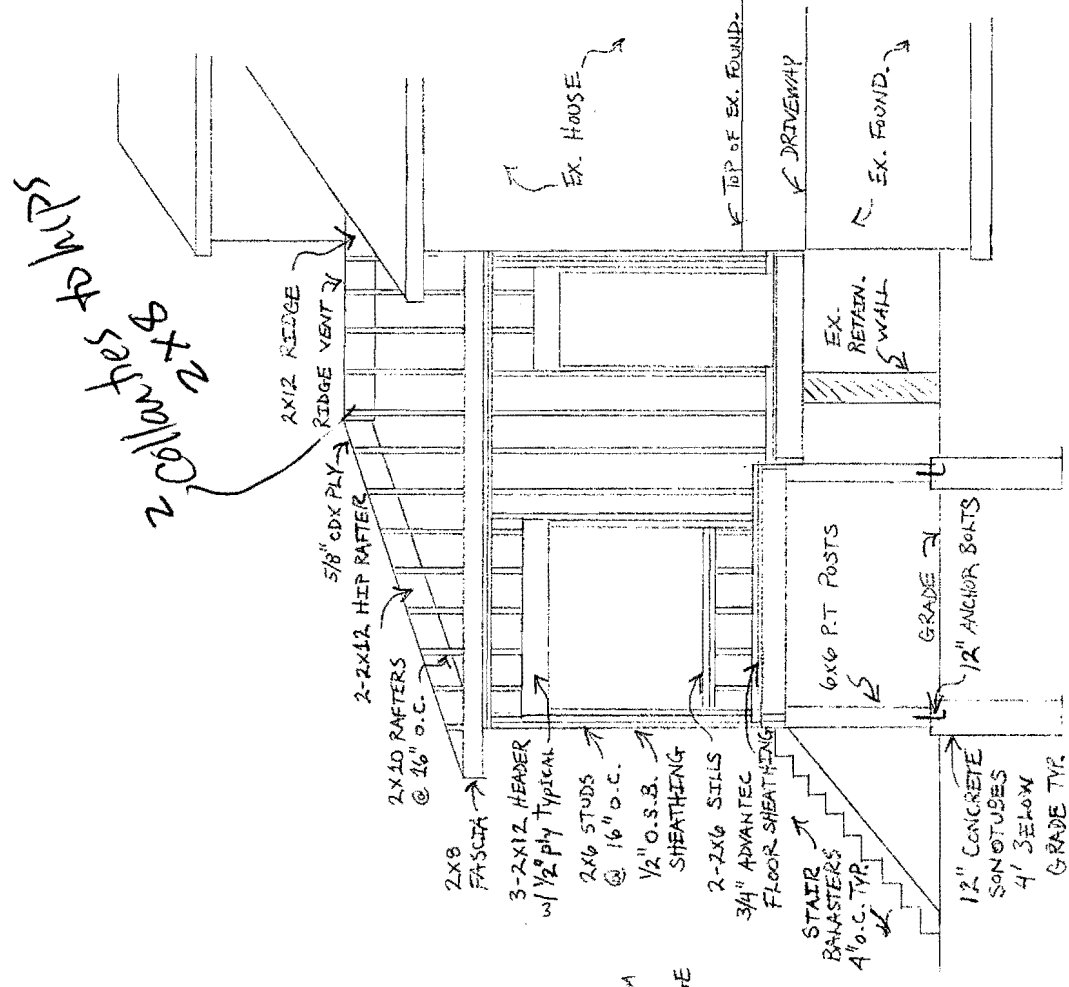 2 collar ties to hips
2x8
2X12 RIDGE
RIDGE VENT
5/8" CDX PLY
2-2X12 HIP RAFTER
2X10 RAFTERS
@ 16" O.C.
2X8
FASCIA
3-2X12 HEADER
w/ 1/2" ply TYPICAL
2X6 STUDS
@ 16" O.C.
1/2" O.S.B.
SHEATHING
2-2X6 SILLS
3/4" ADVANTEC
FLOOR SHEATHING
STAIR
BALASTERS
4" O.C. TYP.
12" CONCRETE
SONOTUBES
4' BELOW
GRADE TYP.
6x6 P.T POSTS
GRADE
12" ANCHOR BOLTS
EX. HOUSE
TOP OF EX. FOUND.
DRIVEWAY
EX. FOUND.
EX.
RETAIN.
WALL